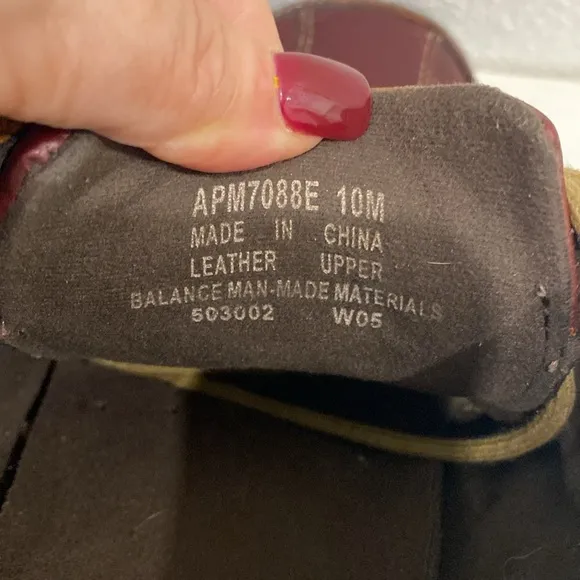 APM7088E 10M
MADE IN CHINA
LEATHER UPPER
BALANCE MAN-MADE MATERIALS
503002 W05